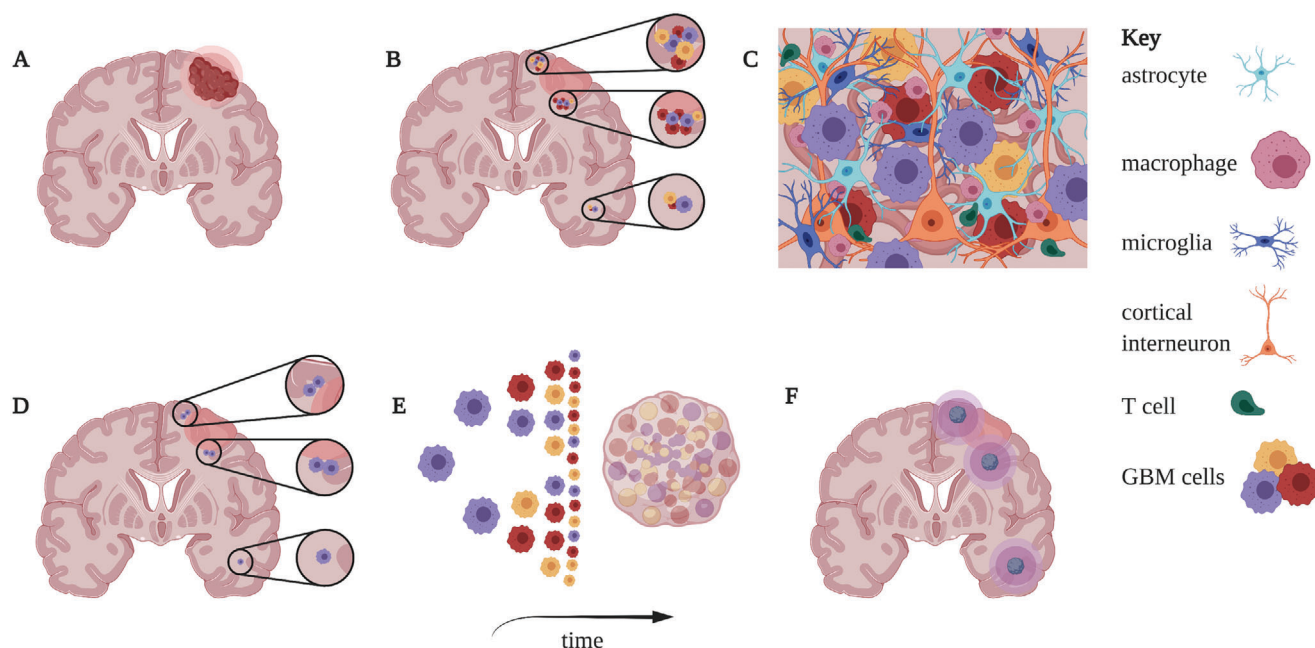 A
B
C
Key
astrocyte
macrophage
microglia
cortical
interneuron
D
E
F
T cell
GBM cells
time